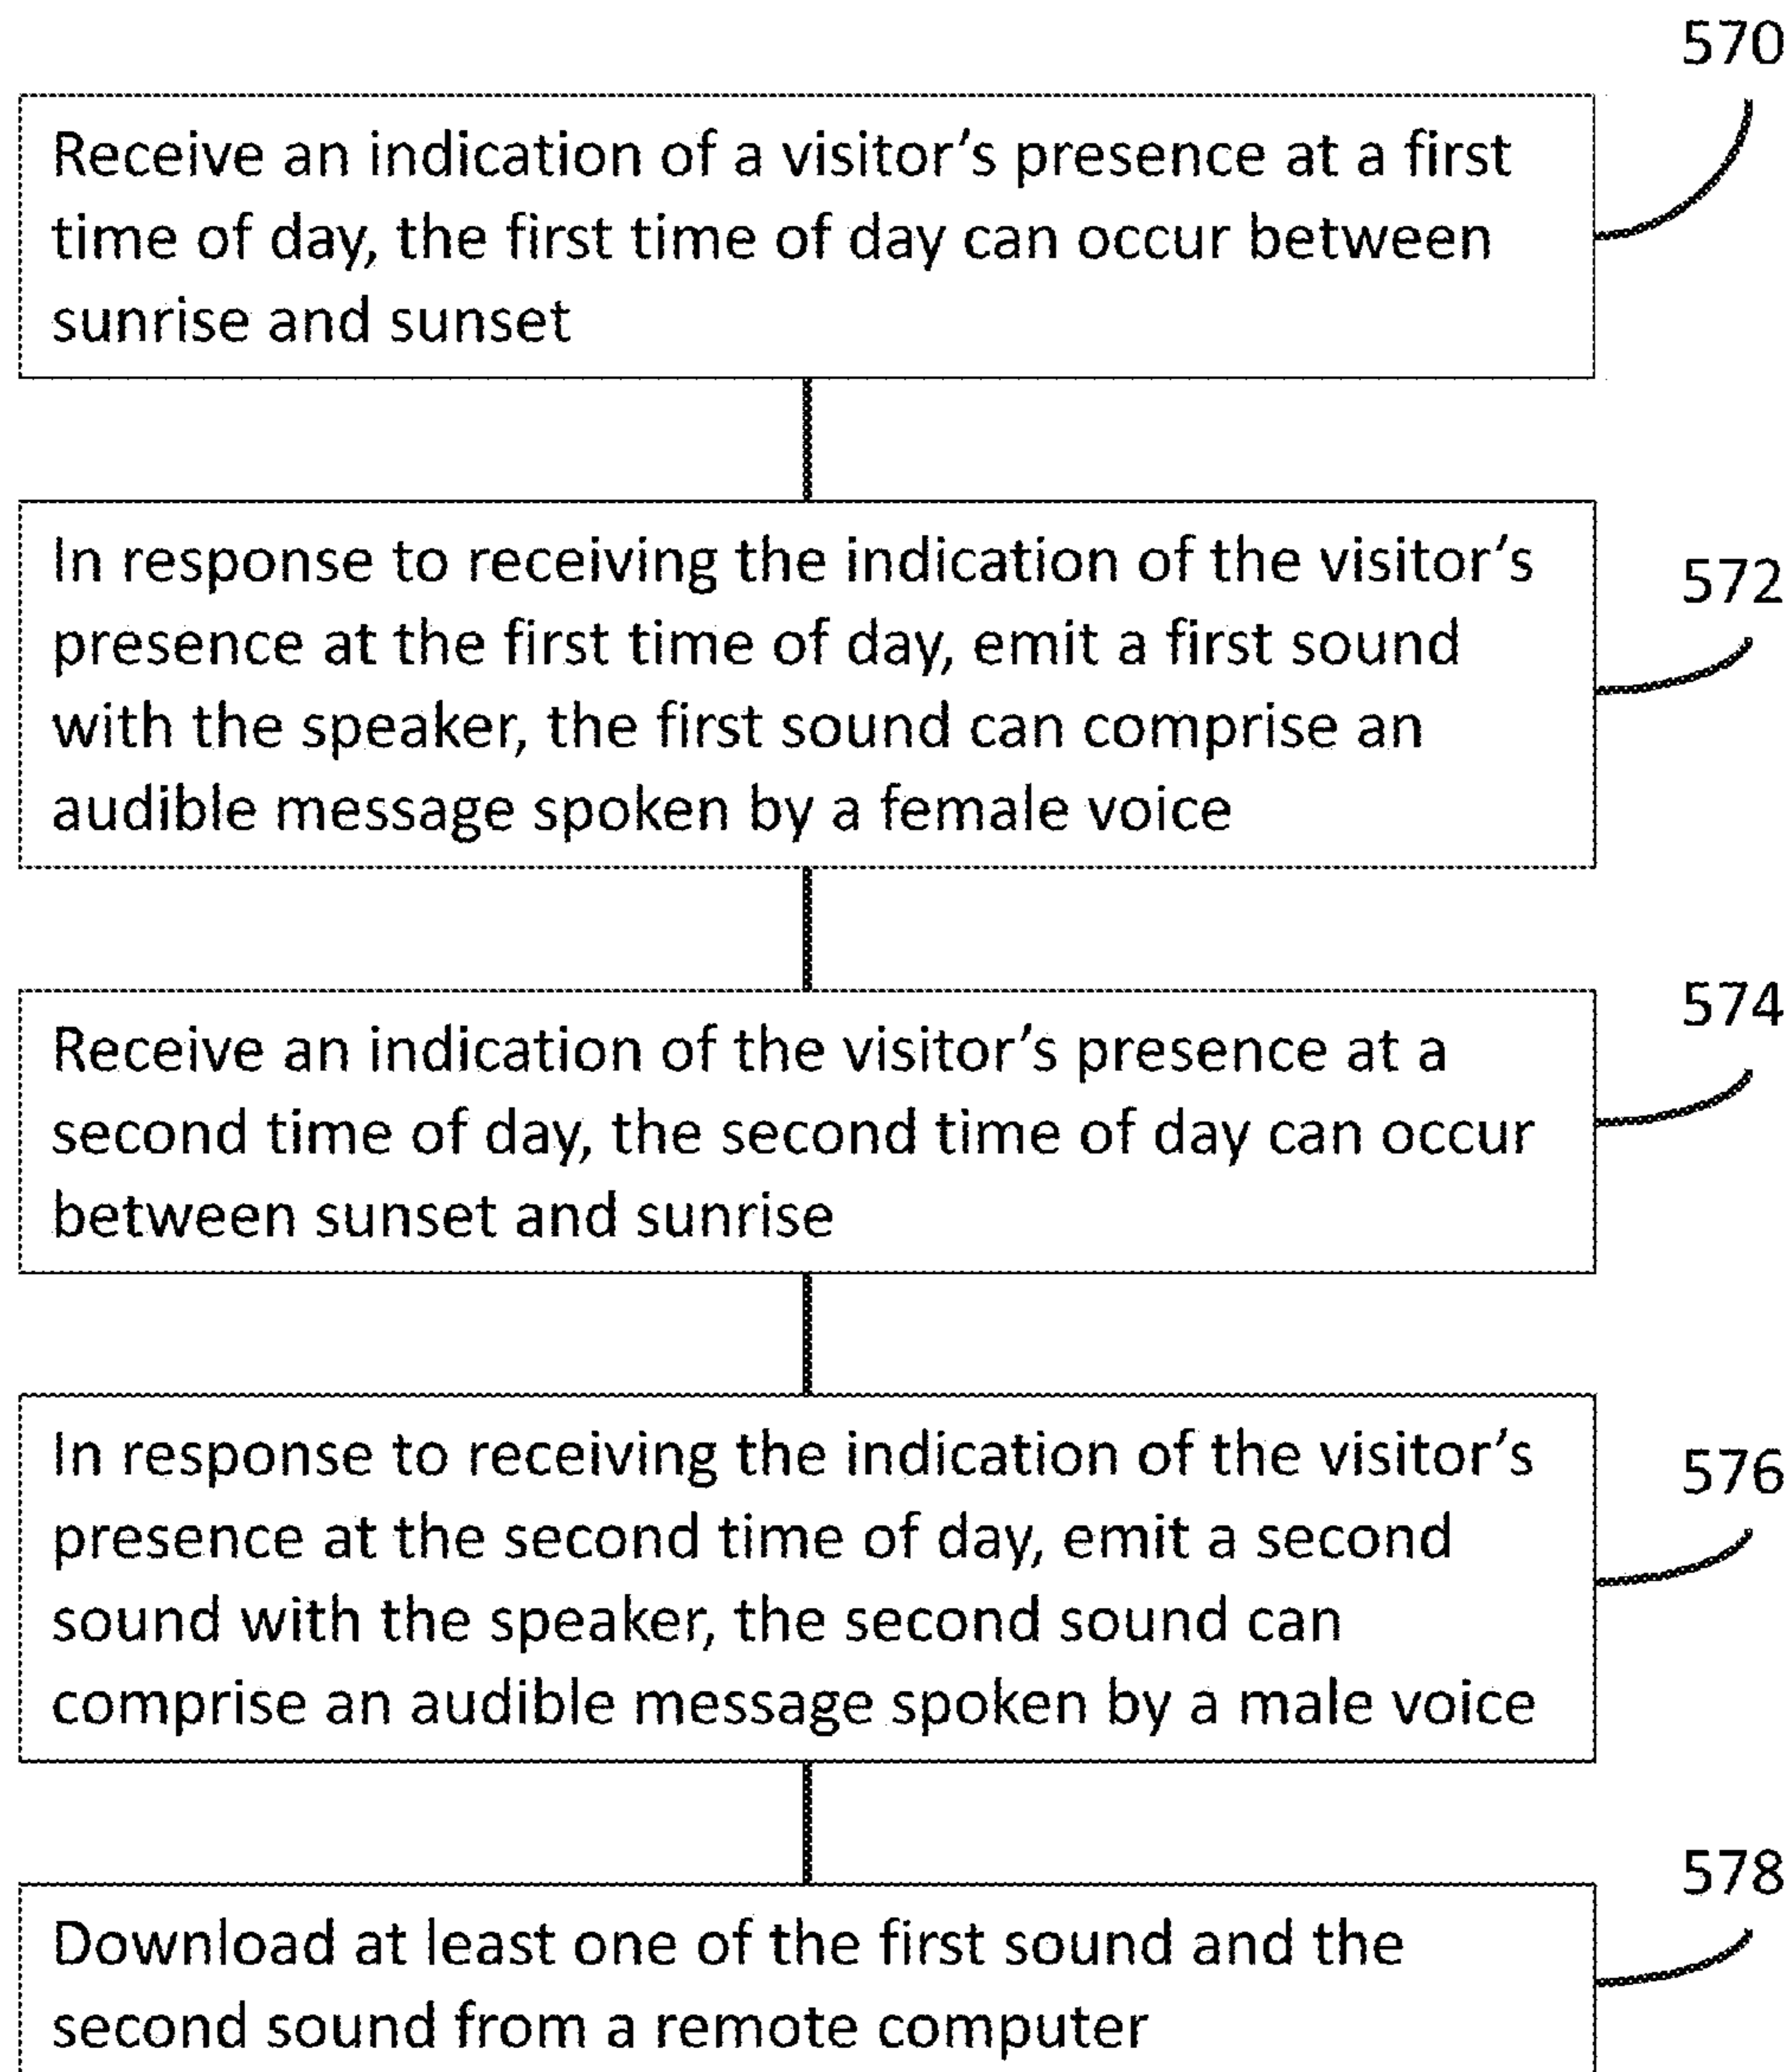 570
Receive an indication of a visitor’s presence at a first
time of day, the first time of day can occur between
sunrise and sunset
In response to receiving the indication of the visitor’s
presence at the first time of day, emit a first sound
with the speaker, the first sound can comprise an
audible message spoken by a female voice
572
Receive an indication of the visitor’s presence at a
second time of day, the second time of day can occur
between sunset and sunrise
574
In response to receiving the indication of the visitor’s
presence at the second time of day, emit a second
sound with the speaker, the second sound can
comprise an audible message spoken by a male voice
576
Download at least one of the first sound and the
second sound from a remote computer
578